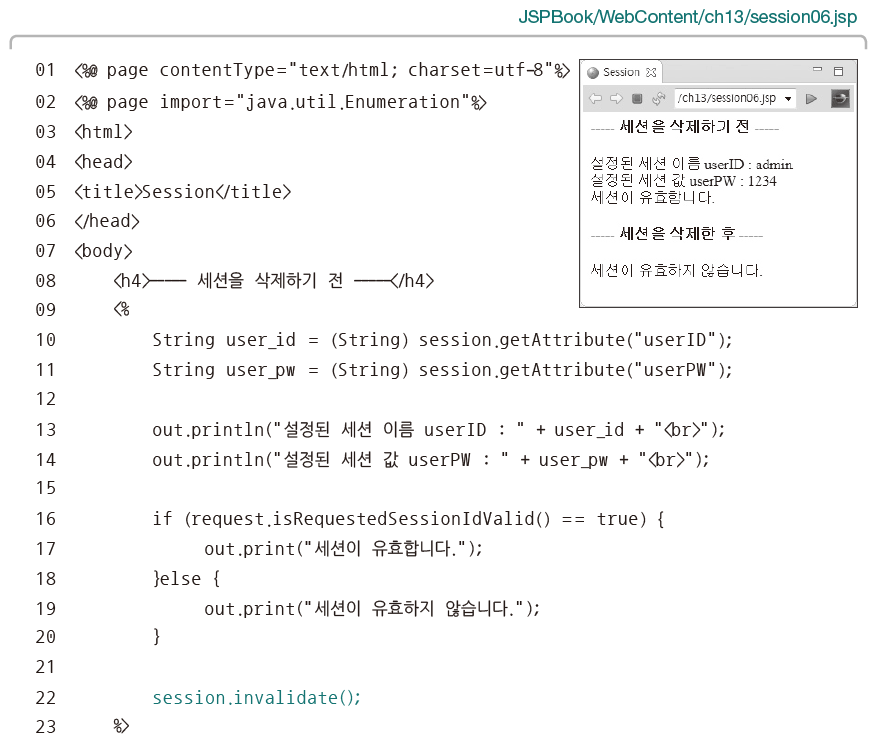 JSPBook/WebContent/ch13/session06.jsp
01 <%@ page contentType="text/html; charset=utf-8"%>
02 <%@ page import="java.util.Enumeration"%>
03 <html>
04 <head>
05 <title>Session</title>
06 </head>
07 <body>
08 <h4>---- 세션을 삭제하기 전 ----</h4>
09 <%
10 String user_id = (String) session.getAttribute("userID");
11 String user_pw = (String) session.getAttribute("userPW");
12
13 out.println("설정된 세션 이름 userID : " + user_id + "<br>");
14 out.println("설정된 세션 값 userPW : " + user_pw + "<br>");
15
16 if (request.isRequestedSessionIdValid() == true) {
17 out.print("세션이 유효합니다.");
18 }else {
19 out.print("세션이 유효하지 않습니다.");
20 }
21
22 session.invalidate();
23 %>
Session
/ch13/session06.jsp
----- 세션을 삭제하기 전 -----
설정된 세션 이름 userID : admin
설정된 세션 값 userPW : 1234
세션이 유효합니다.
----- 세션을 삭제한 후 -----
세션이 유효하지 않습니다.